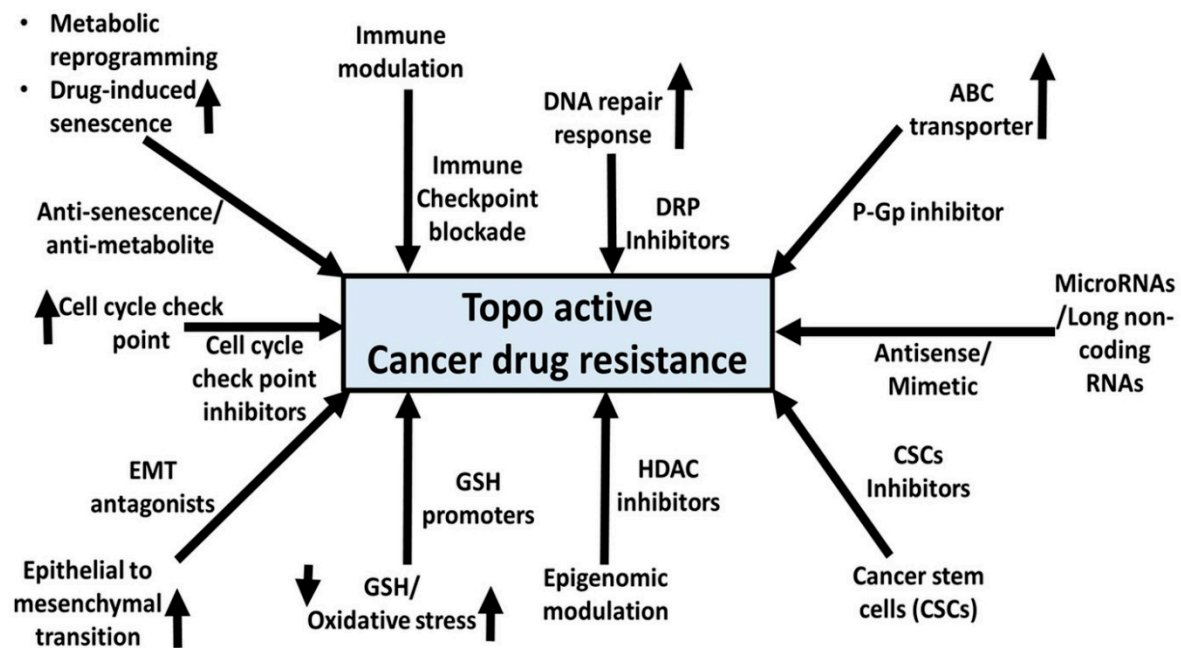 • Metabolic
reprogramming
• Drug-induced
senescence
Immune
modulation
DNA repair
response
ABC
transporter
Anti-senescence/
anti-metabolite
Immune
Checkpoint
blockade
DRP
Inhibitors
P-Gp inhibitor
Cell cycle check
point
Cell cycle
check point
inhibitors
Topo active
Cancer drug resistance
MicroRNAs
/Long non-
coding
RNAs
Antisense/
Mimetic
EMT
antagonists
GSH
promoters
HDAC
inhibitors
CSCs
Inhibitors
Epithelial to
mesenchymal
transition
GSH/
Oxidative stress
Epigenomic
modulation
Cancer stem
cells (CSCs)